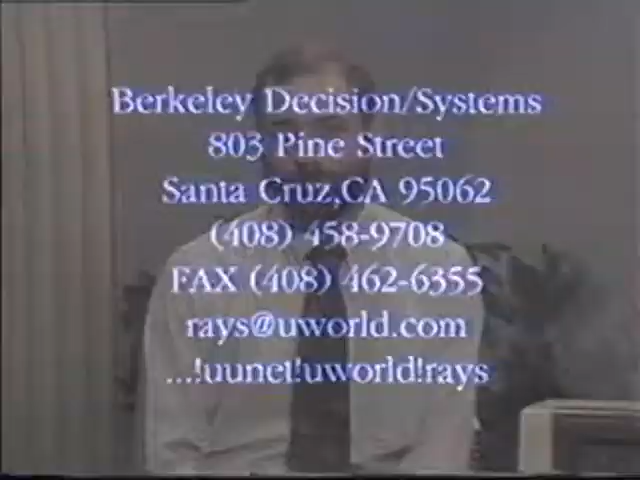 Berkeley Decision/Systems
803 Pine Street
Santa Cruz,CA 95062
(408) 458-9708
FAX (408) 462-6355
rays@uworld.com
...!uunet!uworld!rays